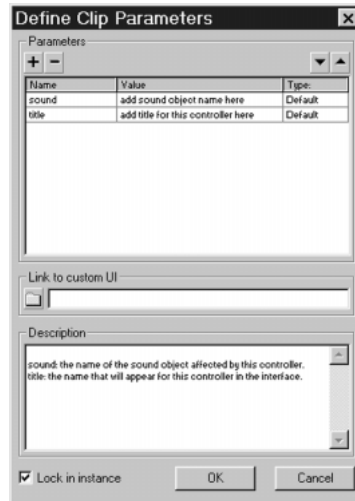 Define Clip Parameters
Parameters
Name Value Type:
sound add sound object name here Default
title add title for this controller here Default
Link to custom UI
Description
sound: the name of the sound object affected by this controller.
title: the name that will appear for this controller in the interface.
Lock in instance OK Cancel